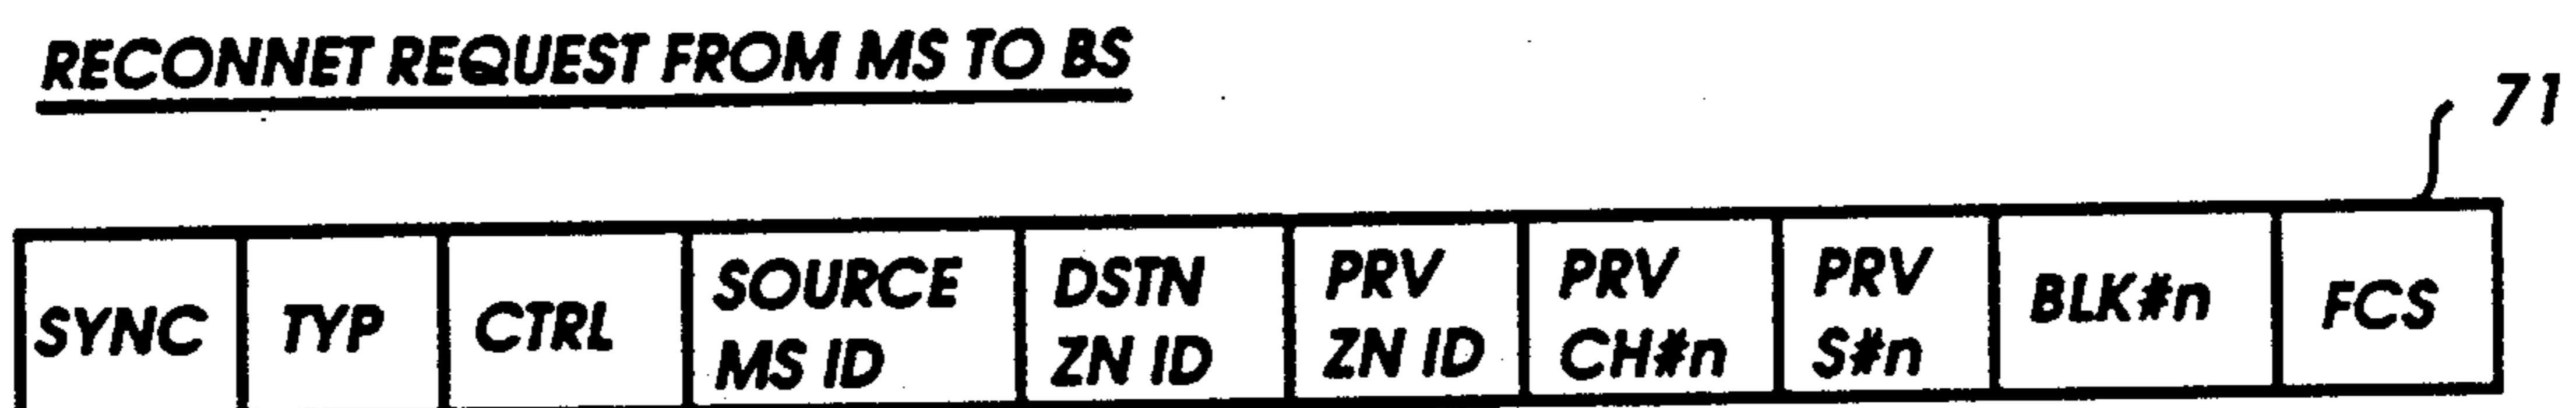 RECONNET REQUEST FROM MS TO BS
71
SYNC
TYP
CTRL
SOURCE
MS ID
DSTN
ZN ID
PRV
ZN ID
PRV
CH#n
PRV
S#n
BLK#n
FCS